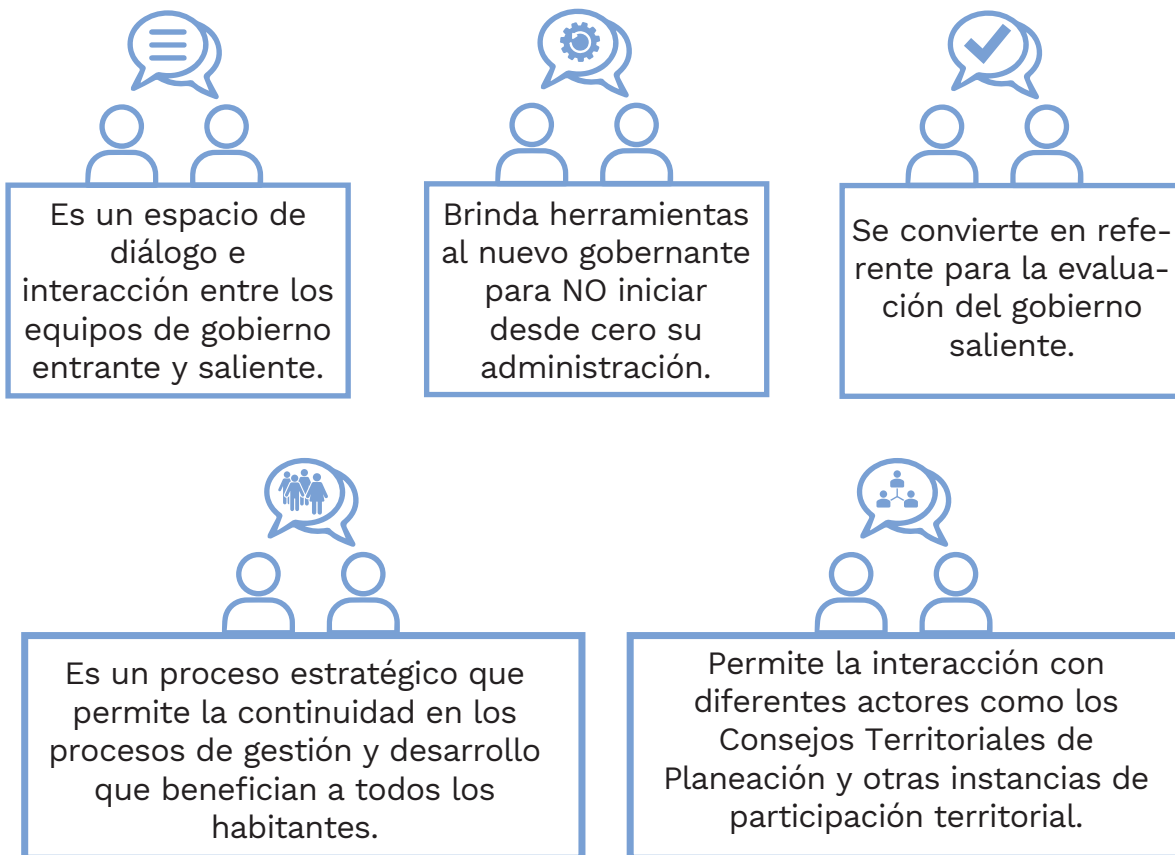 Es un espacio de
diálogo e
interacción entre los
equipos de gobierno
entrante y saliente.
Brinda herramientas
al nuevo gobernante
para NO iniciar
desde cero su
administración.
Se convierte en refe-
rente para la evalua-
ción del gobierno
saliente.
Es un proceso estratégico que
permite la continuidad en los
procesos de gestión y desarrollo
que benefician a todos los
habitantes.
Permite la interacción con
diferentes actores como los
Consejos Territoriales de
Planeación y otras instancias de
participación territorial.